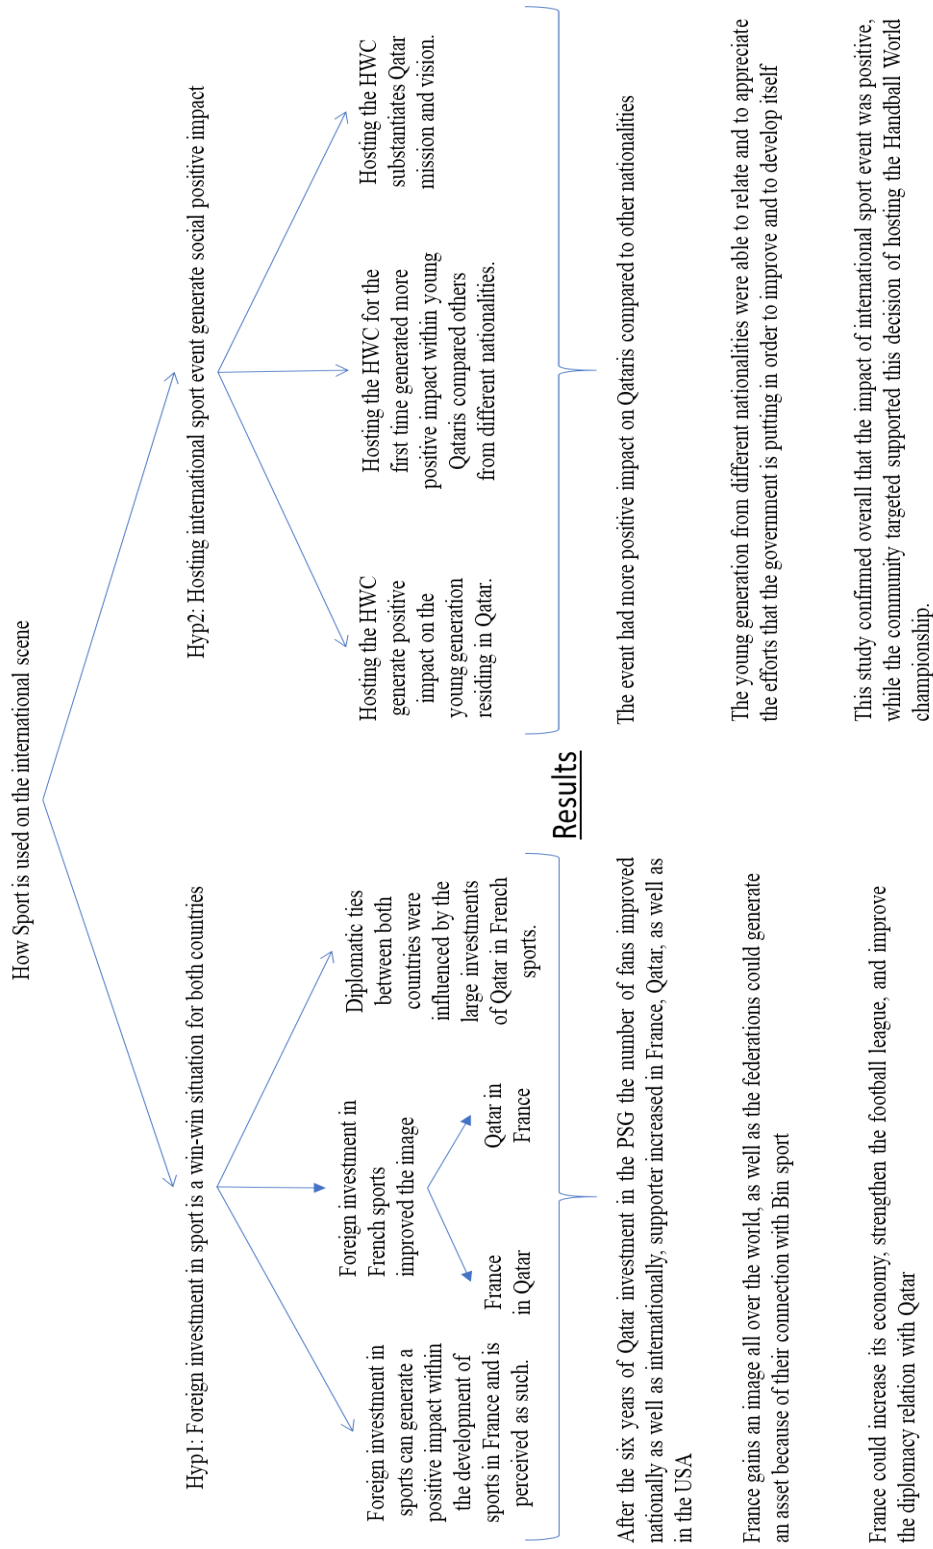 How Sport is used on the international scene
Hyp1: Foreign investment in sport is a win-win situation for both countries
Hyp2: Hosting international sport event generate social positive impact
Foreign investment in
sports can generate a
positive impact within
the development of
sports in France and is
perceived as such.
Foreign investment in
French sports
improved the image
France
in Qatar
Qatar in
France
Diplomatic ties
between both
countries were
influenced by the
large investments
of Qatar in French
sports.
Hosting the HWC
generate positive
impact on the
young generation
residing in Qatar.
Hosting the HWC for the
first time generated more
positive impact within young
Qataris compared others
from different nationalities.
Hosting the HWC
substantiates Qatar
mission and vision.
Results
After the six years of Qatar investment in the PSG the number of fans improved
nationally as well as internationally, supporter increased in France, Qatar, as well as
in the USA
France gains an image all over the world, as well as the federations could generate
an asset because of their connection with Bin sport
France could increase its economy, strengthen the football league, and improve
the diplomacy relation with Qatar
The event had more positive impact on Qataris compared to other nationalities
The young generation from different nationalities were able to relate and to appreciate
the efforts that the government is putting in order to improve and to develop itself
This study confirmed overall that the impact of international sport event was positive,
while the community targeted supported this decision of hosting the Handball World
championship.